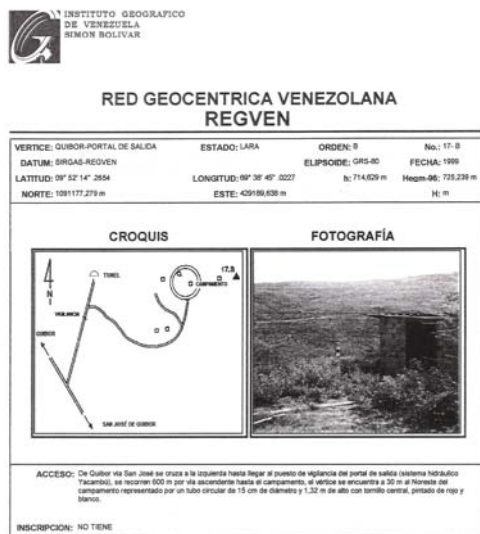 INSTITUTO GEOGRAFICO
DE VENEZUELA
SIMON BOLIVAR
RED GEOCENTRICA VENEZOLANA
REGVEN
VERTICE: QUIBOR-PORTAL DE SALIDA ESTADO: LARA ORDEN: B No.: 17- B
DATUM: SIRGAS-REGVEN ELIPSOIDE: GRS-80 FECHA: 1999
LATITUD: 09° 52' 14" .2654 LONGITUD: 69° 38' 45" .0227 h: 714,629 m Hegm-96: 725,239 m
NORTE: 1091177,279 m ESTE: 429189,838 m H: m
CROQUIS FOTOGRAFÍA
N
TUNEL
17.B
CAMPAMENTO
VIGILANCIA
QUIBOR
SAN JOSÉ DE QUIBOR
ACCESO: De Quibor via San José se cruza a la izquierda hasta llegar al puesto de vigilancia del portal de salida (sistema hidráulico
Yacambú), se recorren 600 m por vía ascendente hasta el campamento, el vértice se encuentra a 30 m al Noreste del
campamento representado por un tubo circular de 15 cm de diámetro y 1,32 m de alto con tornillo central, pintado de rojo y
blanco.
INSCRIPCION: NO TIENE